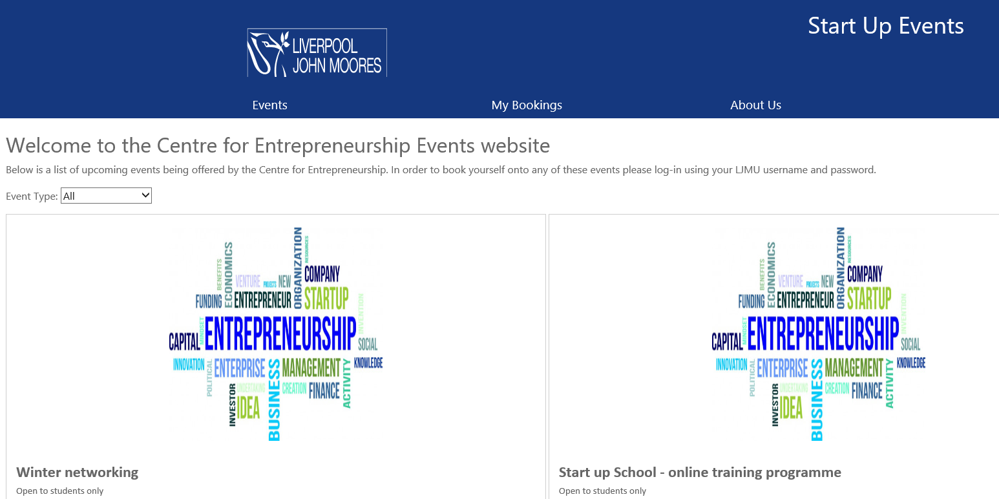 Start Up Events
LIVERPOOL
JOHN MOORES
Events My Bookings About Us
Welcome to the Centre for Entrepreneurship Events website
Below is a list of upcoming events being offered by the Centre for Entrepreneurship. In order to book yourself onto any of these events please log-in using your LJMU username and password.
Event Type: All
ORGANIZATION
RESOURCES
ECONOMICS
BENEFITS
COMPANY
VENTURE
PROJECTS
NEW
STARTUP
FUNDING
ENTREPRENEUR
INVENTION
MINDSET
ENTREPRENEURSHIP
CAPITAL
SOCIAL
INNOVATION
POLITICAL
ENTERPRISE
BUSINESS
MANAGEMENT
ACTIVITY
KNOWLEDGE
INVESTOR
UNDERTAKING
CREATION
FINANCE
IDEA
Winter networking
Open to students only
ORGANIZATION
RESOURCES
ECONOMICS
BENEFITS
COMPANY
VENTURE
PROJECTS
NEW
STARTUP
FUNDING
ENTREPRENEUR
INVENTION
MINDSET
ENTREPRENEURSHIP
CAPITAL
SOCIAL
INNOVATION
POLITICAL
ENTERPRISE
BUSINESS
MANAGEMENT
ACTIVITY
KNOWLEDGE
INVESTOR
UNDERTAKING
CREATION
FINANCE
IDEA
Start up School - online training programme
Open to students only